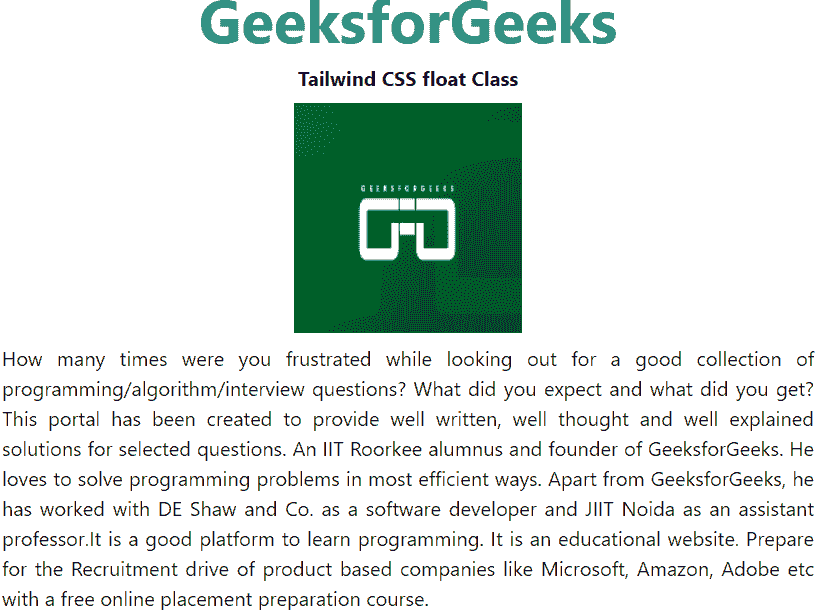 GeeksforGeeks
Tailwind CSS float Class
GEEKSFORGEEKS
How many times were you frustrated while looking out for a good collection of
programming/algorithm/interview questions? What did you expect and what did you get?
This portal has been created to provide well written, well thought and well explained
solutions for selected questions. An IIT Roorkee alumnus and founder of GeeksforGeeks. He
loves to solve programming problems in most efficient ways. Apart from GeeksforGeeks, he
has worked with DE Shaw and Co. as a software developer and JIIT Noida as an assistant
professor.It is a good platform to learn programming. It is an educational website. Prepare
for the Recruitment drive of product based companies like Microsoft, Amazon, Adobe etc
with a free online placement preparation course.